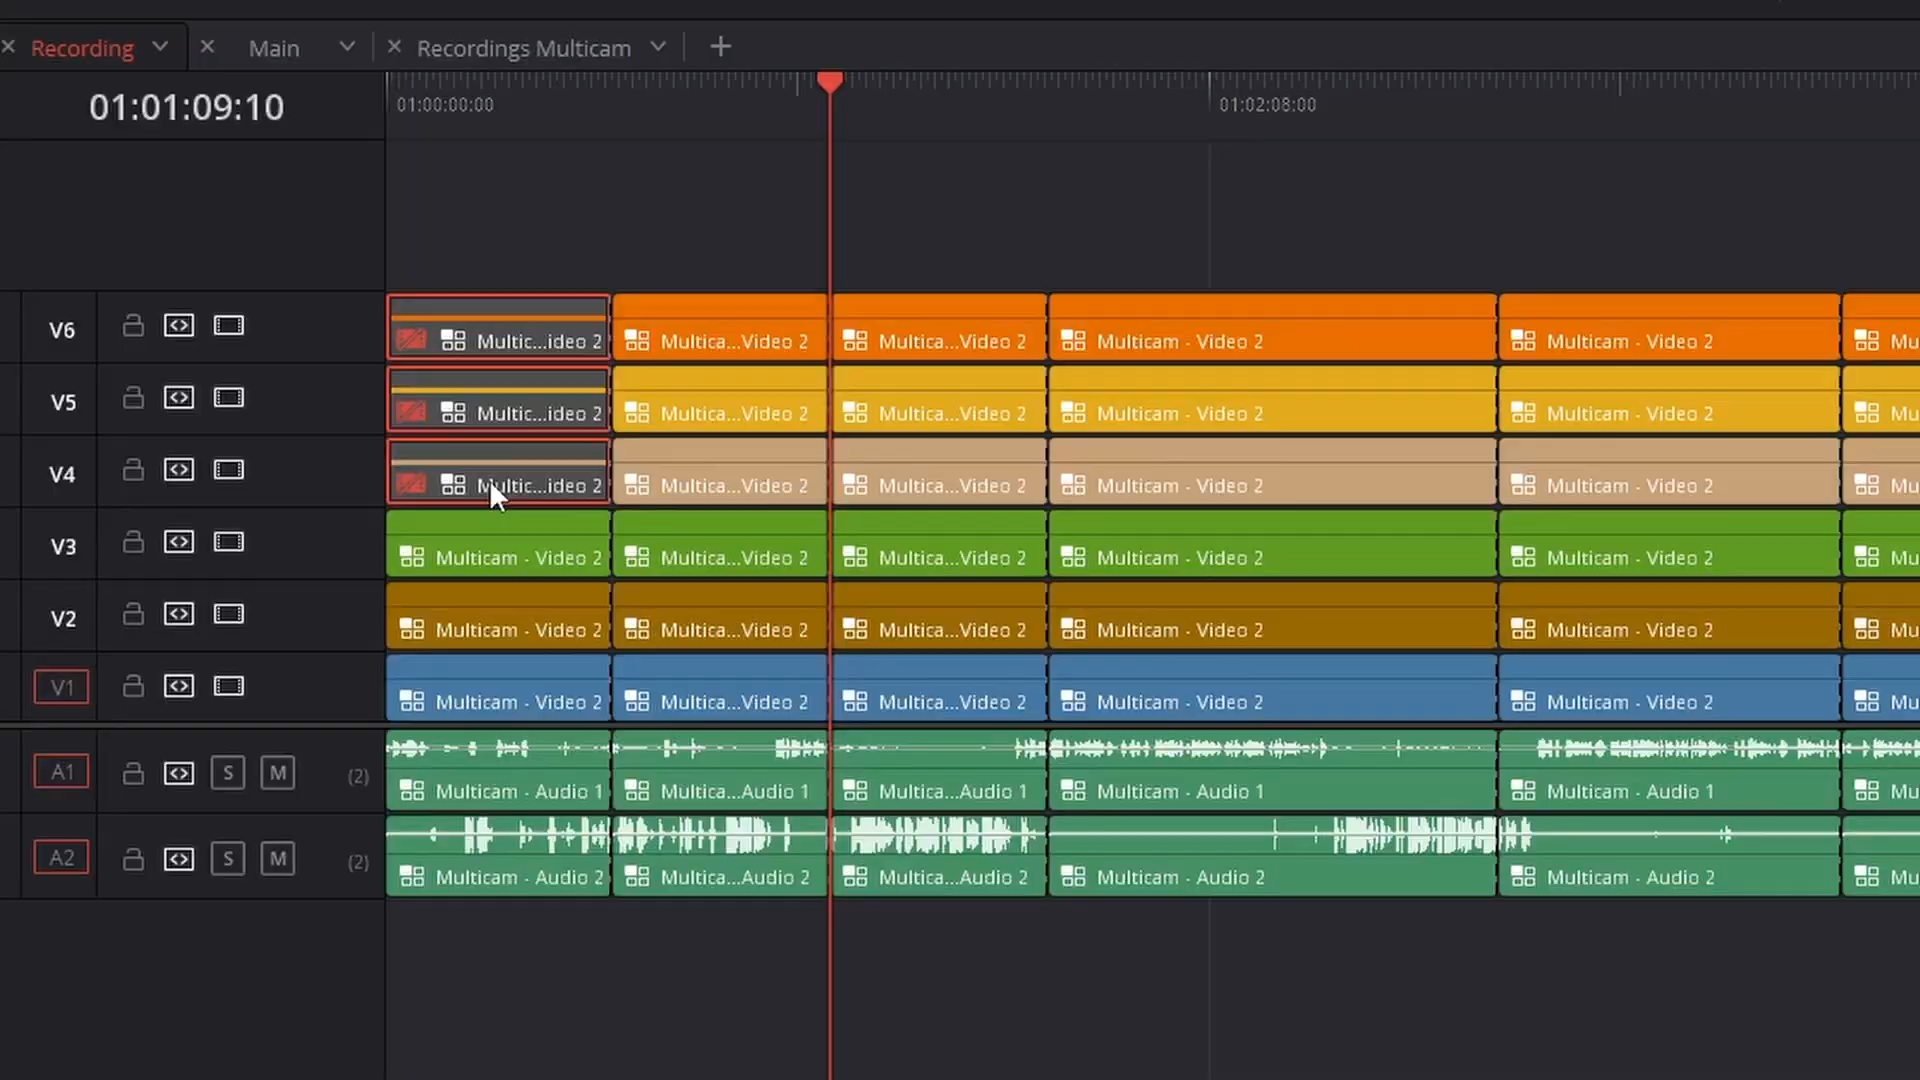 Recording Main Recordings Multicam
01:01:09:10 01:00:00:00 01:02:08:00
V6 Multic...ideo 2 Multica...Video 2 Multica...Video 2 Multicam - Video 2 Multicam - Video 2 Mu
V5 Multic...ideo 2 Multica...Video 2 Multica...Video 2 Multicam - Video 2 Multicam - Video 2 Mu
V4 Multic...ideo 2 Multica...Video 2 Multica...Video 2 Multicam - Video 2 Multicam - Video 2 Mu
V3 Multicam - Video 2 Multica...Video 2 Multica...Video 2 Multicam - Video 2 Multicam - Video 2 Mu
V2 Multicam - Video 2 Multica...Video 2 Multica...Video 2 Multicam - Video 2 Multicam - Video 2 Mu
V1 Multicam - Video 2 Multica...Video 2 Multica...Video 2 Multicam - Video 2 Multicam - Video 2 Mu
A1 S M (2) Multicam - Audio 1 Multica...Audio 1 Multica...Audio 1 Multicam - Audio 1 Multicam - Audio 1 Mu
A2 S M (2) Multicam - Audio 2 Multica...Audio 2 Multica...Audio 2 Multicam - Audio 2 Multicam - Audio 2 Mu